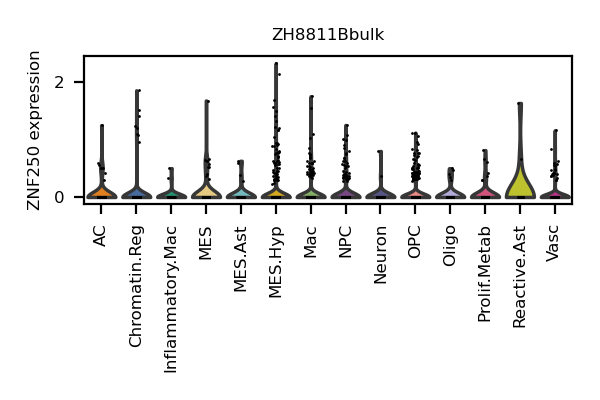 ZH8811Bbulk
ZNF250 expression
2
0
AC
Chromatin.Reg
Inflammatory.Mac
MES
MES.Ast
MES.Hyp
Mac
NPC
Neuron
OPC
Oligo
Prolif.Metab
Reactive.Ast
Vasc